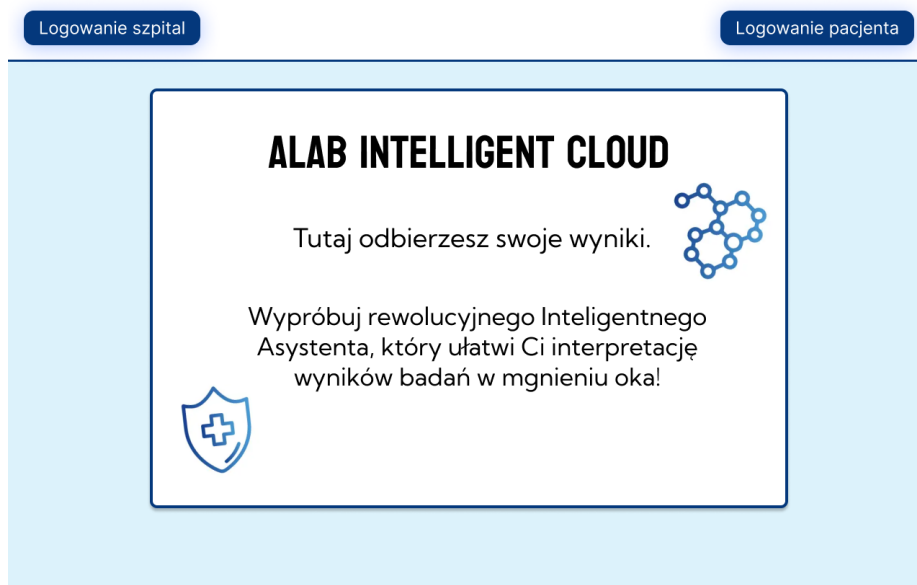 Logowanie szpital
Logowanie pacjenta
ALAB INTELLIGENT CLOUD
Tutaj odbierzesz swoje wyniki.
Wypróbuj rewolucyjnego Inteligentnego
Asystenta, który ułatwi Ci interpretację
wyników badań w mgnieniu oka!